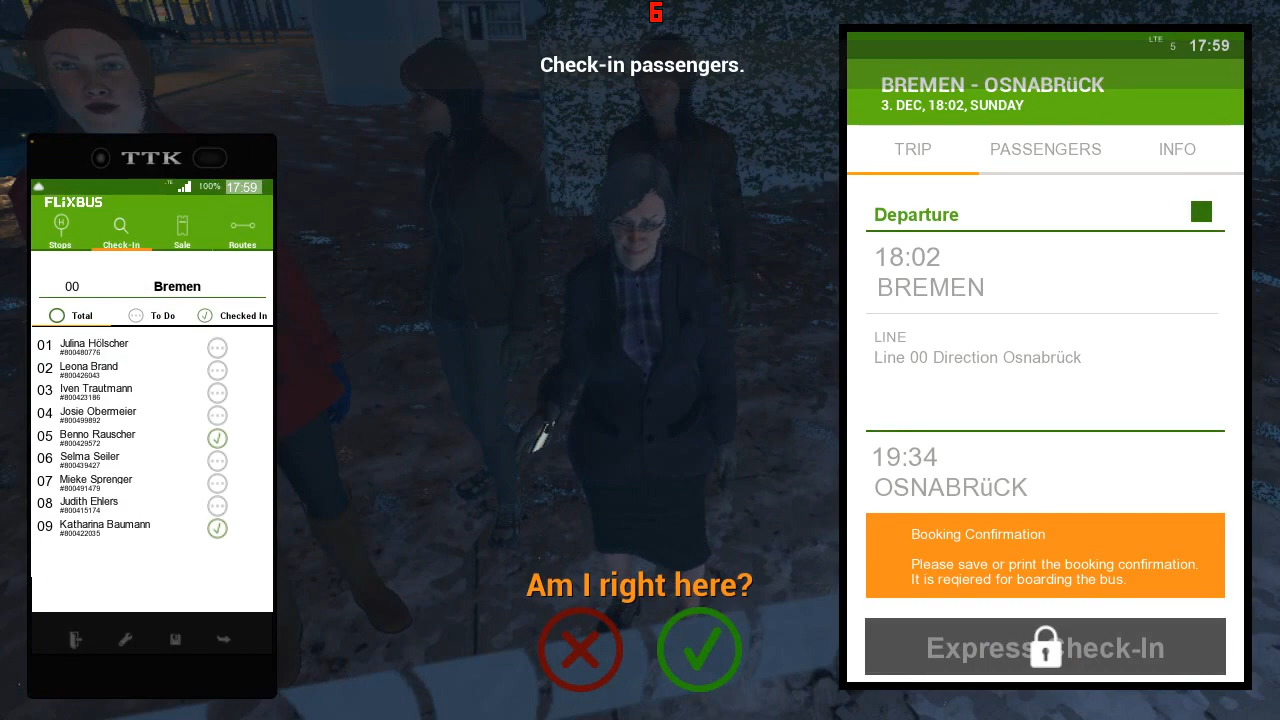 6
Check-in passengers.
TTK
LTE
100%
17:59
FLiXBUS
H
Stops
Check-In
Sale
Routes
00
Bremen
Total
To Do
Checked In
01 Julina Hölscher
#800480776
02 Leona Brand
#800426043
03 Iven Trautmann
#800423186
04 Josie Obermeier
#800499892
05 Benno Rauscher
#800429572
06 Selma Seiler
#800439427
07 Mieke Sprenger
#800491479
08 Judith Ehlers
#800415174
09 Katharina Baumann
#800422035
Am I right here?
LTE 5 17:59
BREMEN - OSNABRüCK
3. DEC, 18:02, SUNDAY
TRIP
PASSENGERS
INFO
Departure
18:02
BREMEN
LINE
Line 00 Direction Osnabrück
19:34
OSNABRüCK
Booking Confirmation
Please save or print the booking confirmation.
It is reqiered for boarding the bus.
Express Check-In